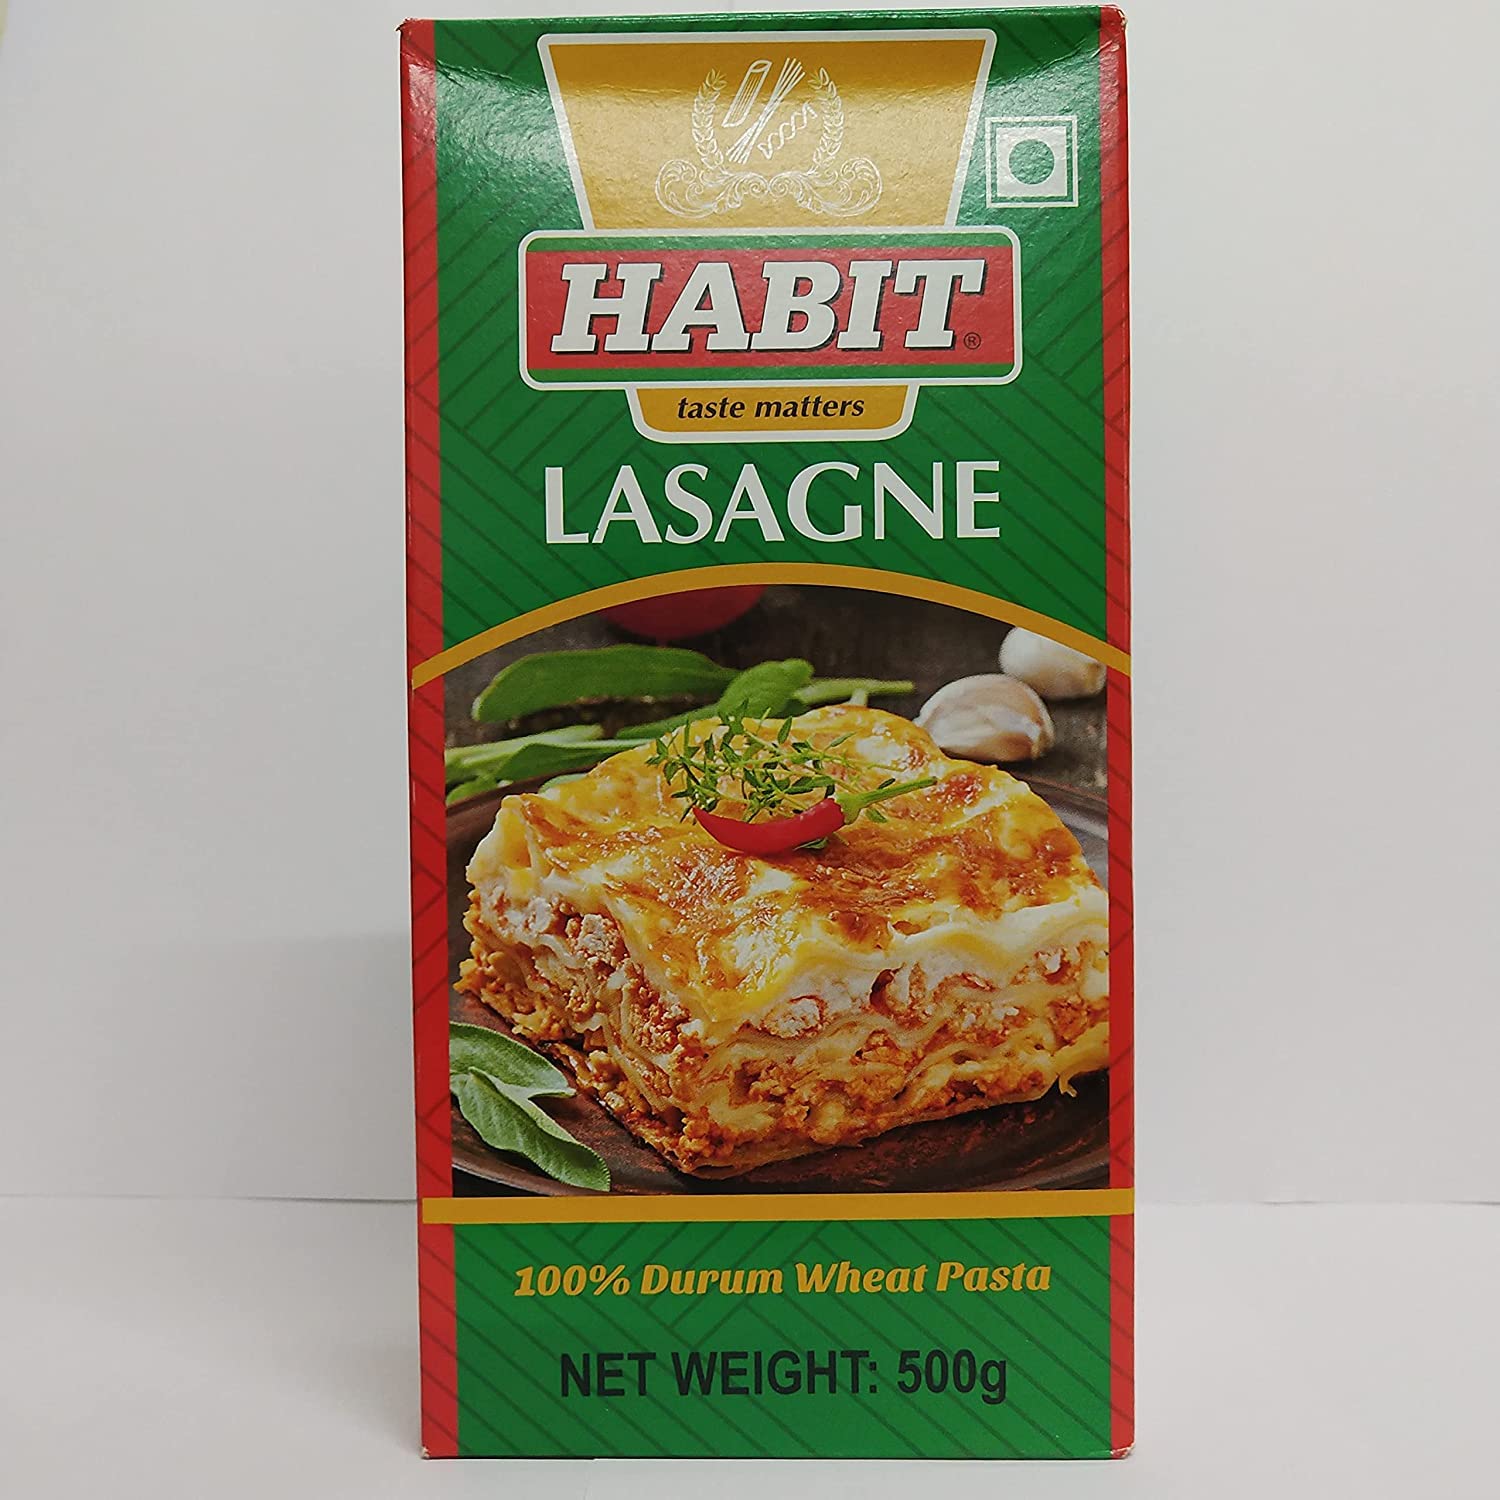 HABIT®
taste matters
LASAGNE
100% Durum Wheat Pasta
NET WEIGHT: 500g